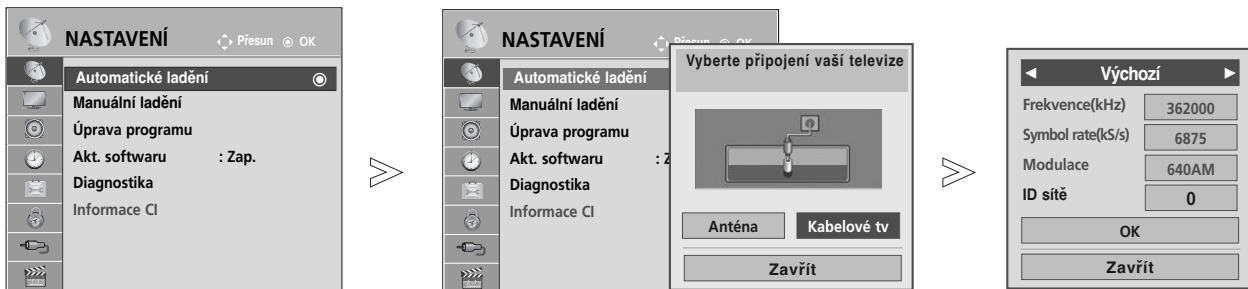 NASTAVENÍ
Přesun OK
Automatické ladění
Manuální ladění
Úprava programu
Akt. softwaru : Zap.
Diagnostika
Informace CI
NASTAVENÍ
Přesun OK
Automatické ladění
Manuální ladění
Úprava programu
Akt. softwaru : Z
Diagnostika
Informace CI
Vyberte připojení vaší televize
Anténa Kabelové tv
Zavřít
Výchozí
Frekvence(kHz) 362000
Symbol rate(kS/s) 6875
Modulace 640AM
ID sítě 0
OK
Zavřít